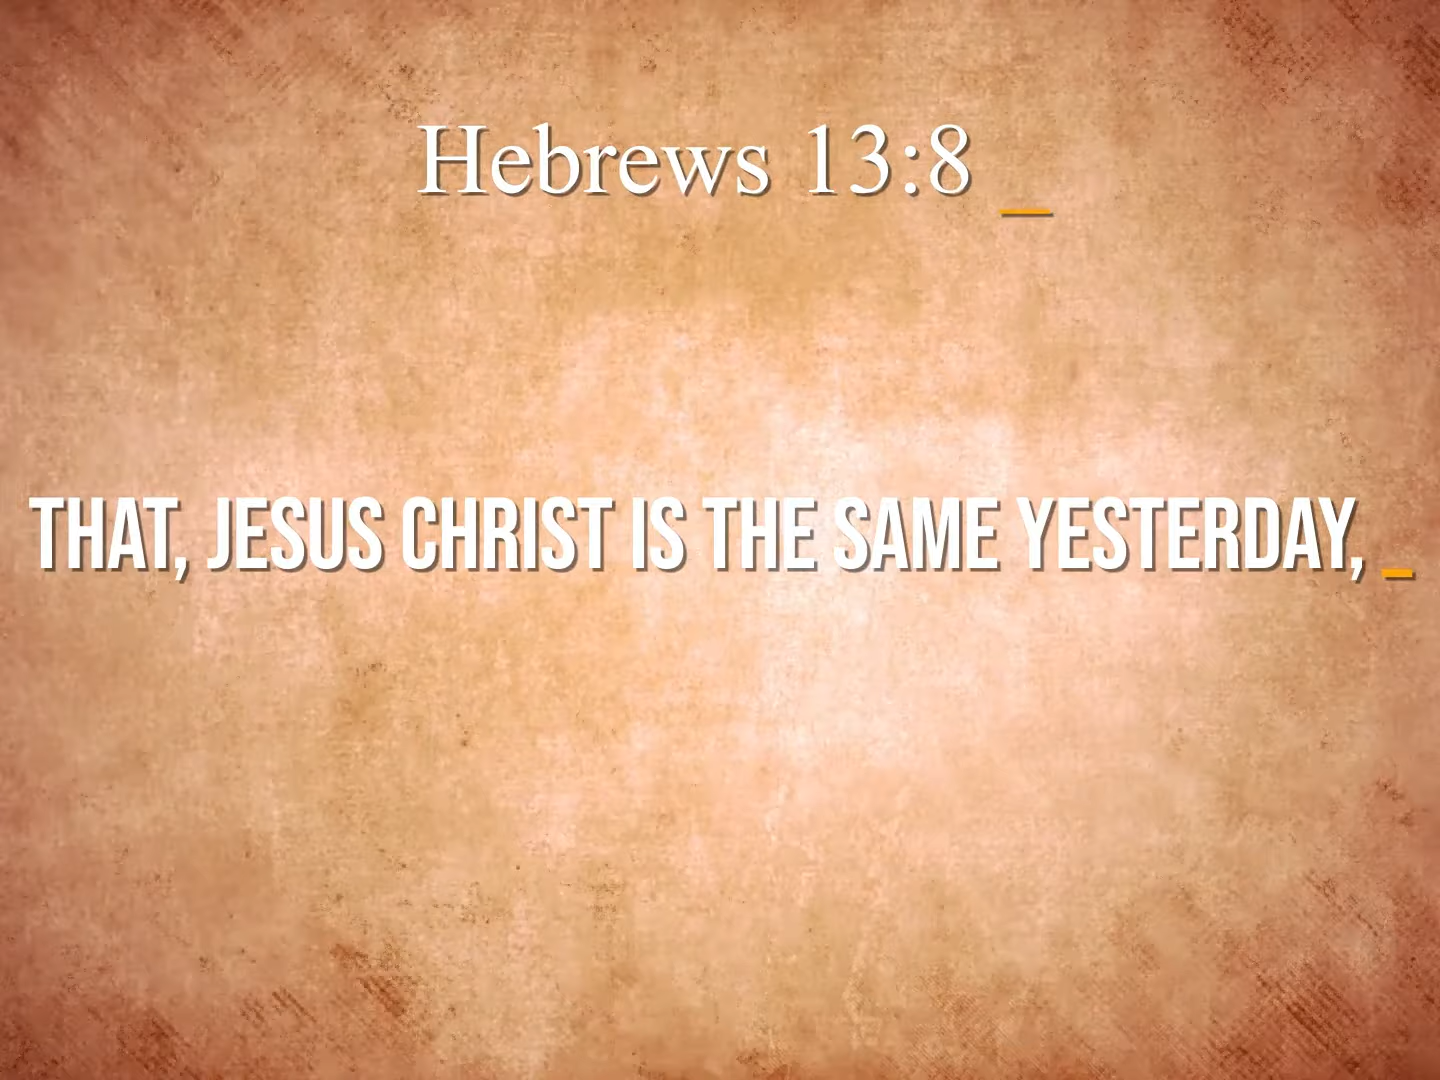 Hebrews 13:8 _
THAT, JESUS CHRIST IS THE SAME YESTERDAY, _